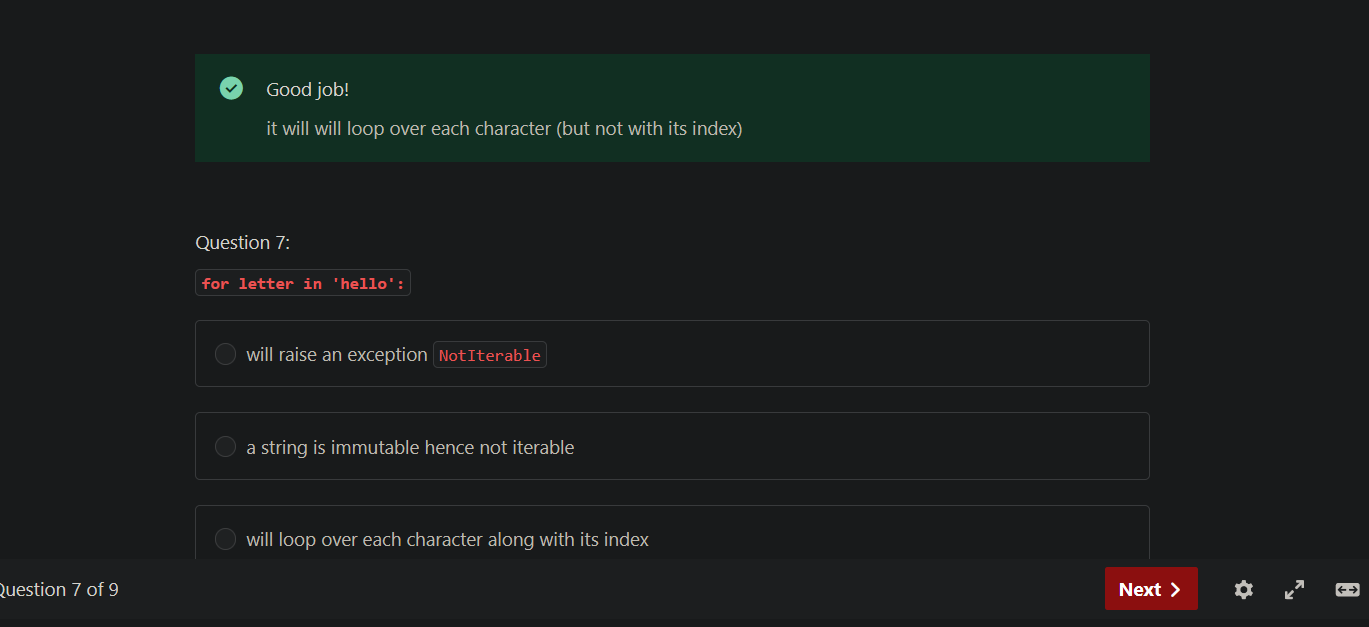 Good job!
it will will loop over each character (but not with its index)
Question 7:
for letter in 'hello':
will raise an exception NotIterable
a string is immutable hence not iterable
will loop over each character along with its index
Question 7 of 9
Next